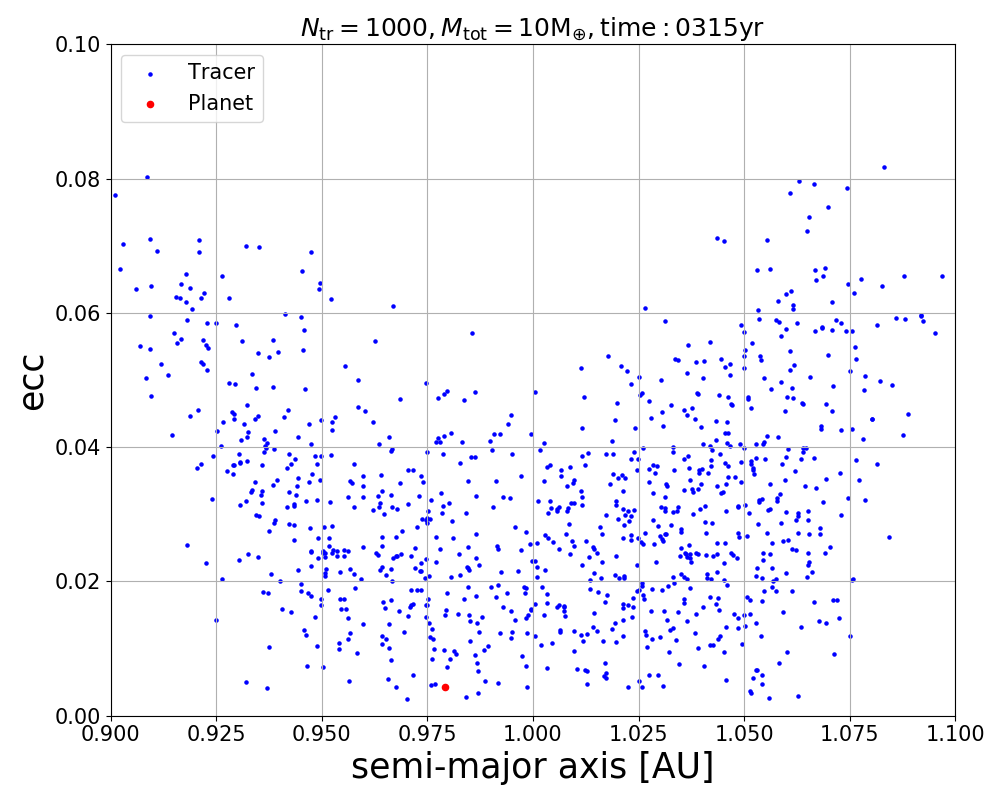 N_tr = 1000, M_tot = 10M_⊕, time : 0315yr
Tracer
Planet
0.10
0.08
0.06
0.04
0.02
0.00
ecc
0.900 0.925 0.950 0.975 1.000 1.025 1.050 1.075 1.100
semi-major axis [AU]